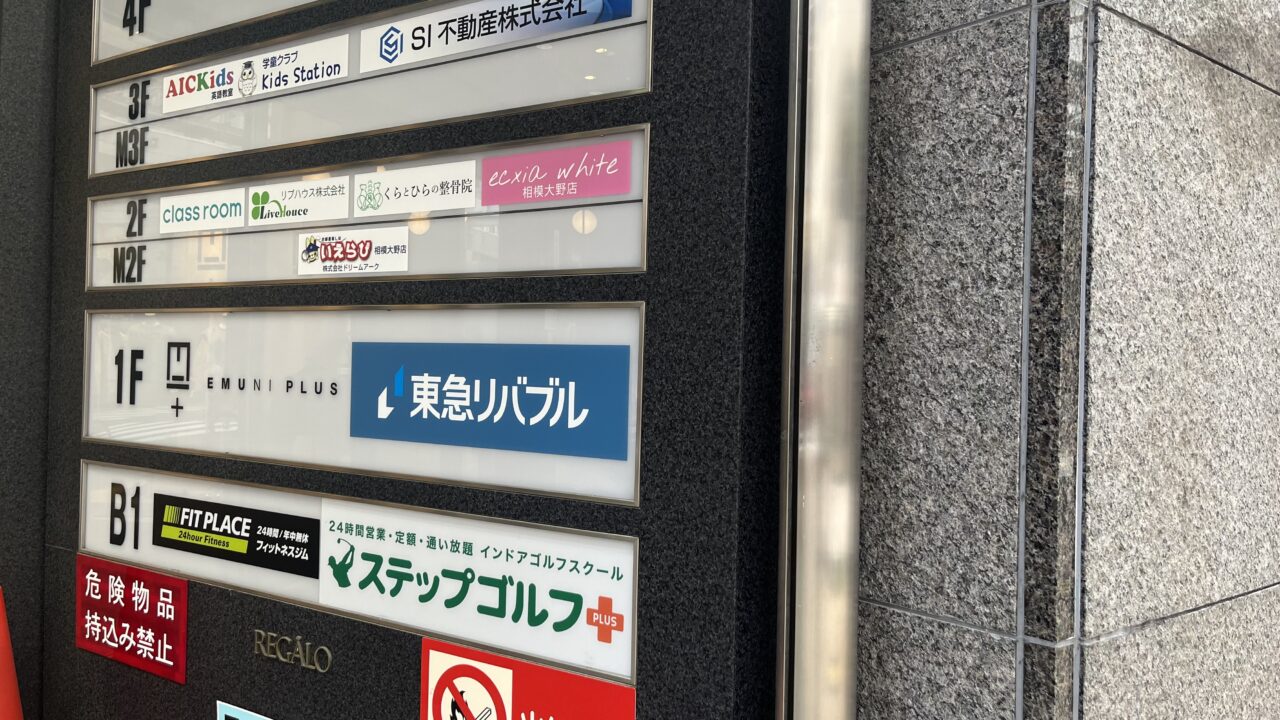 4F
SI 不動産株式会社
3F
AICKids
英語教室
学童クラブ
Kids Station
M3F
2F
class room
リブハウス株式会社
LiveHouce
くらとひらの整骨院
ecxia white
相模大野店
M2F
いえらび
相模大野店
株式会社ドリームアーク
1F
EMUNI PLUS
東急リバブル
B1
FIT PLACE
24hour Fitness
24時間/年中無休
フィットネスジム
24時間営業・定額・通い放題 インドアゴルフスクール
ステップゴルフ
PLUS
危険物品
持込み禁止
REGALO